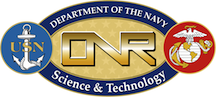 DEPARTMENT OF THE NAVY
USN
ONR
Science & Technology